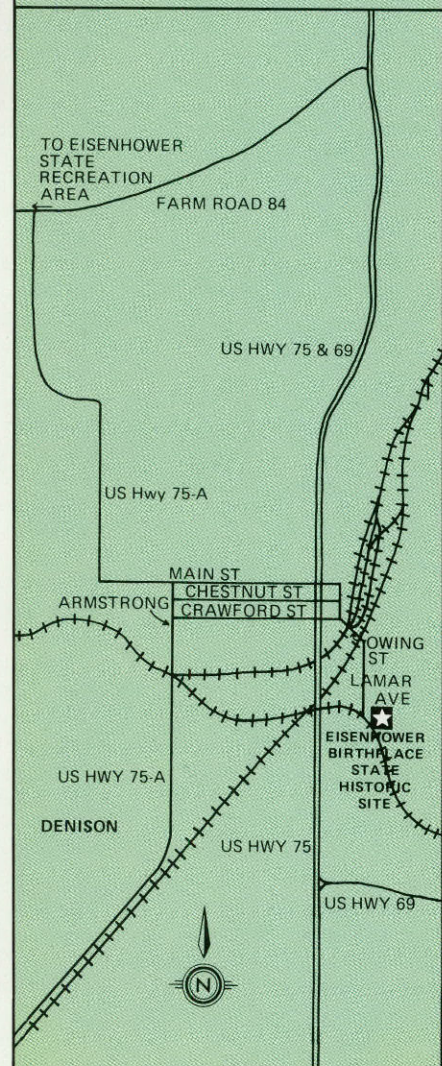 TO EISENHOWER
STATE
RECREATION
AREA
FARM ROAD 84
US HWY 75 & 69
US Hwy 75-A
MAIN ST
CHESTNUT ST
CRAWFORD ST
ARMSTRONG
OWING
ST
LAMAR
AVE
EISENHOWER
BIRTHPLACE
STATE
HISTORIC
SITE
US HWY 75-A
DENISON
US HWY 75
US HWY 69
N